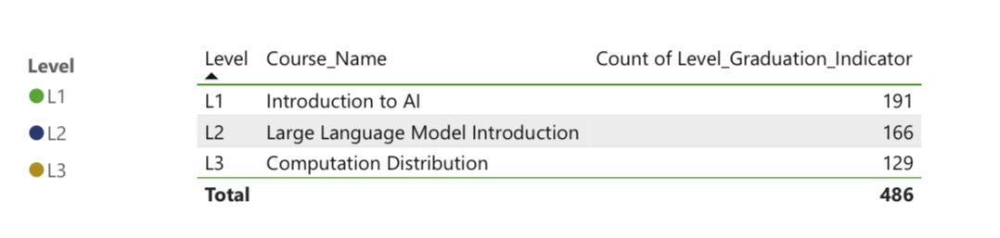 Level
L1
L2
L3
Level Course_Name Count of Level_Graduation_Indicator
L1 Introduction to AI 191
L2 Large Language Model Introduction 166
L3 Computation Distribution 129
Total 486